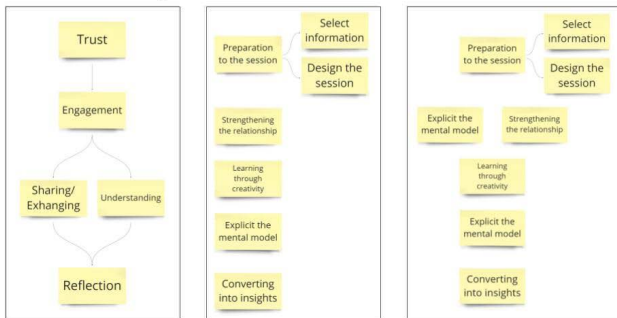 Trust
Engagement
Sharing/
Exhanging
Understanding
Reflection
Select
information
Preparation
to the session
Design the
session
Strengthening
the relationship
Learning
through
creativity
Explicit the
mental model
Converting
into insights
Select
information
Preparation
to the session
Design the
session
Explicit the
mental model
Strengthening
the relationship
Learning
through
creativity
Explicit the
mental model
Converting
into insights